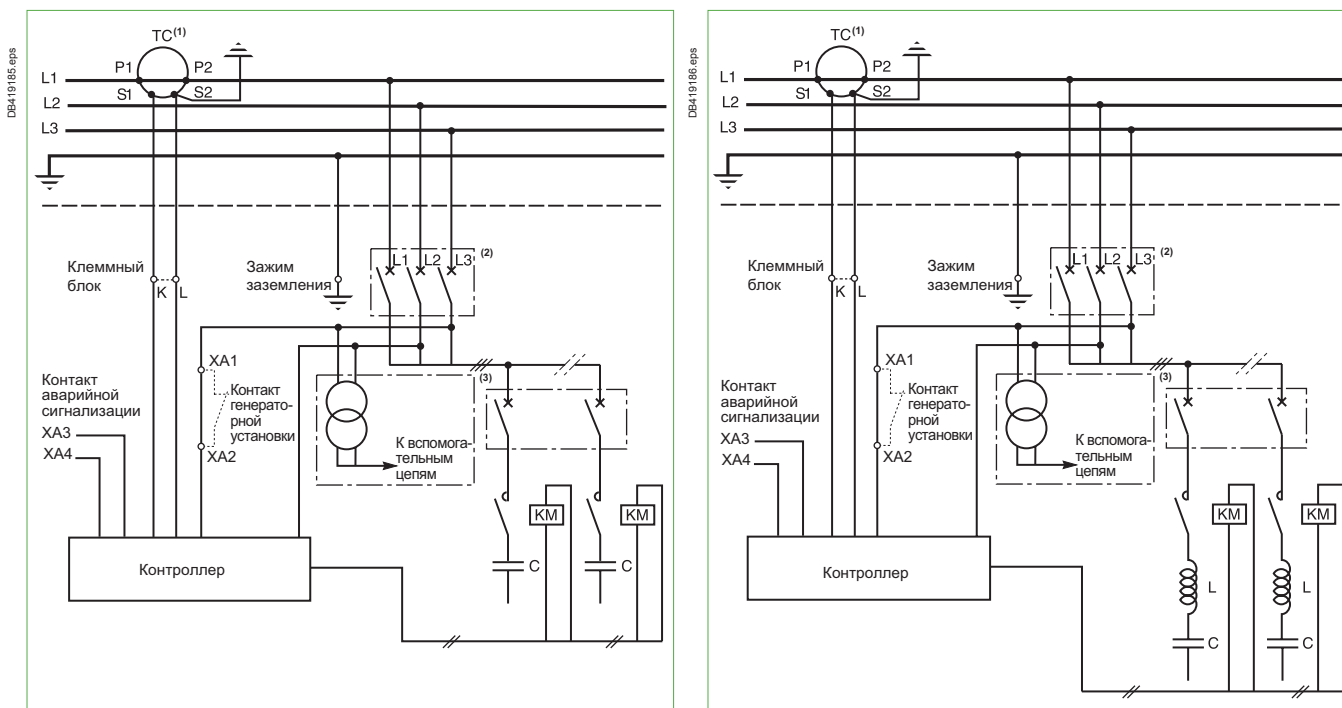 DB419185.eps
TC(1)
P1 P2
L1
S1 S2
L2
L3
(2)
L1 L2 L3
Клеммный
блок
K L
Зажим
заземления
XA1
Контакт
генерато-
рной
установки
XA2
(3)
Контакт
аварийной
сигнализации
XA3
XA4
К вспомога-
тельным
цепям
KM KM
C C
Контроллер
DB419186.eps
TC(1)
P1 P2
L1
S1 S2
L2
L3
(2)
L1 L2 L3
Клеммный
блок
K L
Зажим
заземления
XA1
Контакт
генерато-
рной
установки
XA2
(3)
Контакт
аварийной
сигнализации
XA3
XA4
К вспомога-
тельным
цепям
KM KM
Контроллер
L L
C C